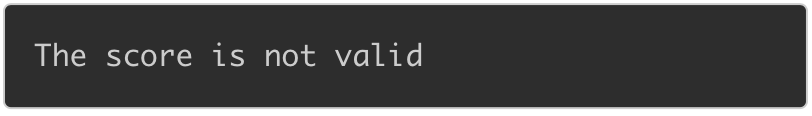 The score is not valid